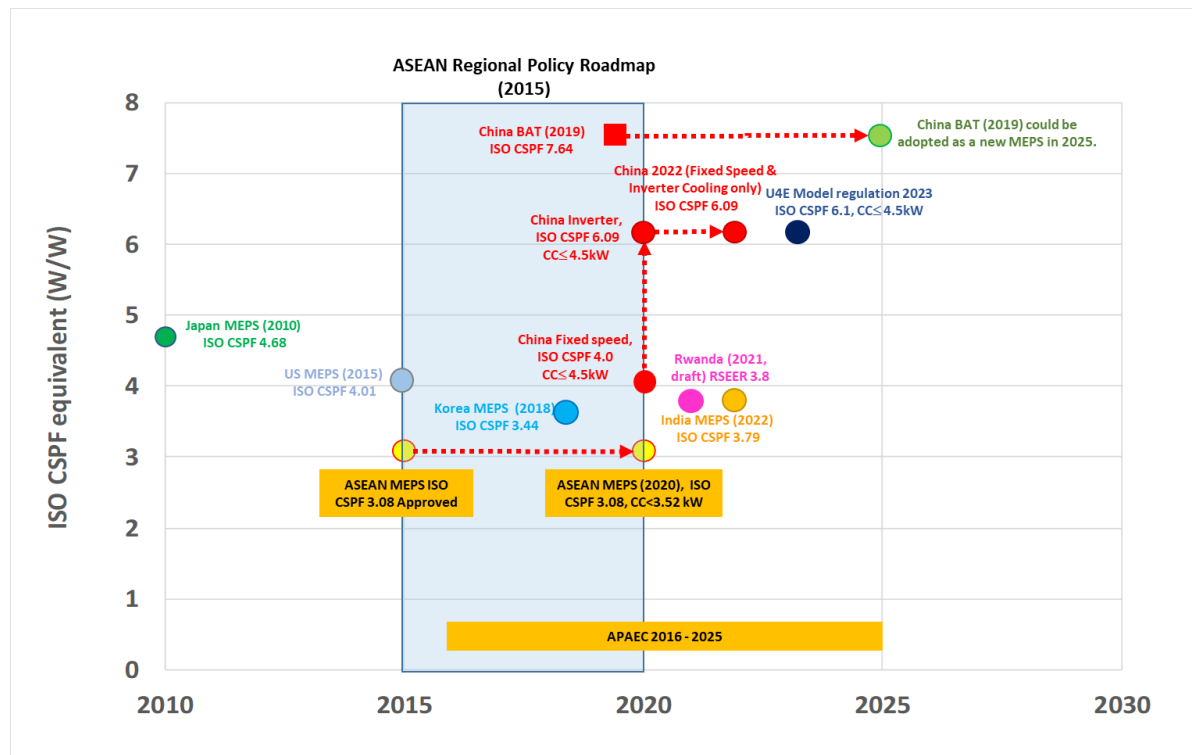 ASEAN Regional Policy Roadmap
(2015)
ISO CSPF equivalent (W/W)
8
7
6
5
4
3
2
1
0
China BAT (2019)
ISO CSPF 7.64
China BAT (2019) could be
adopted as a new MEPS in 2025.
China 2022 (Fixed Speed &
Inverter Cooling only)
ISO CSPF 6.09
U4E Model regulation 2023
ISO CSPF 6.1, CC≤ 4.5kW
China Inverter,
ISO CSPF 6.09
CC≤ 4.5kW
Japan MEPS (2010)
ISO CSPF 4.68
China Fixed speed,
ISO CSPF 4.0
CC≤ 4.5kW
US MEPS (2015)
ISO CSPF 4.01
Rwanda (2021,
draft) RSEER 3.8
Korea MEPS (2018)
ISO CSPF 3.44
India MEPS (2022)
ISO CSPF 3.79
ASEAN MEPS ISO
CSPF 3.08 Approved
ASEAN MEPS (2020), ISO
CSPF 3.08, CC<3.52 kW
APAEC 2016 - 2025
2010
2015
2020
2025
2030